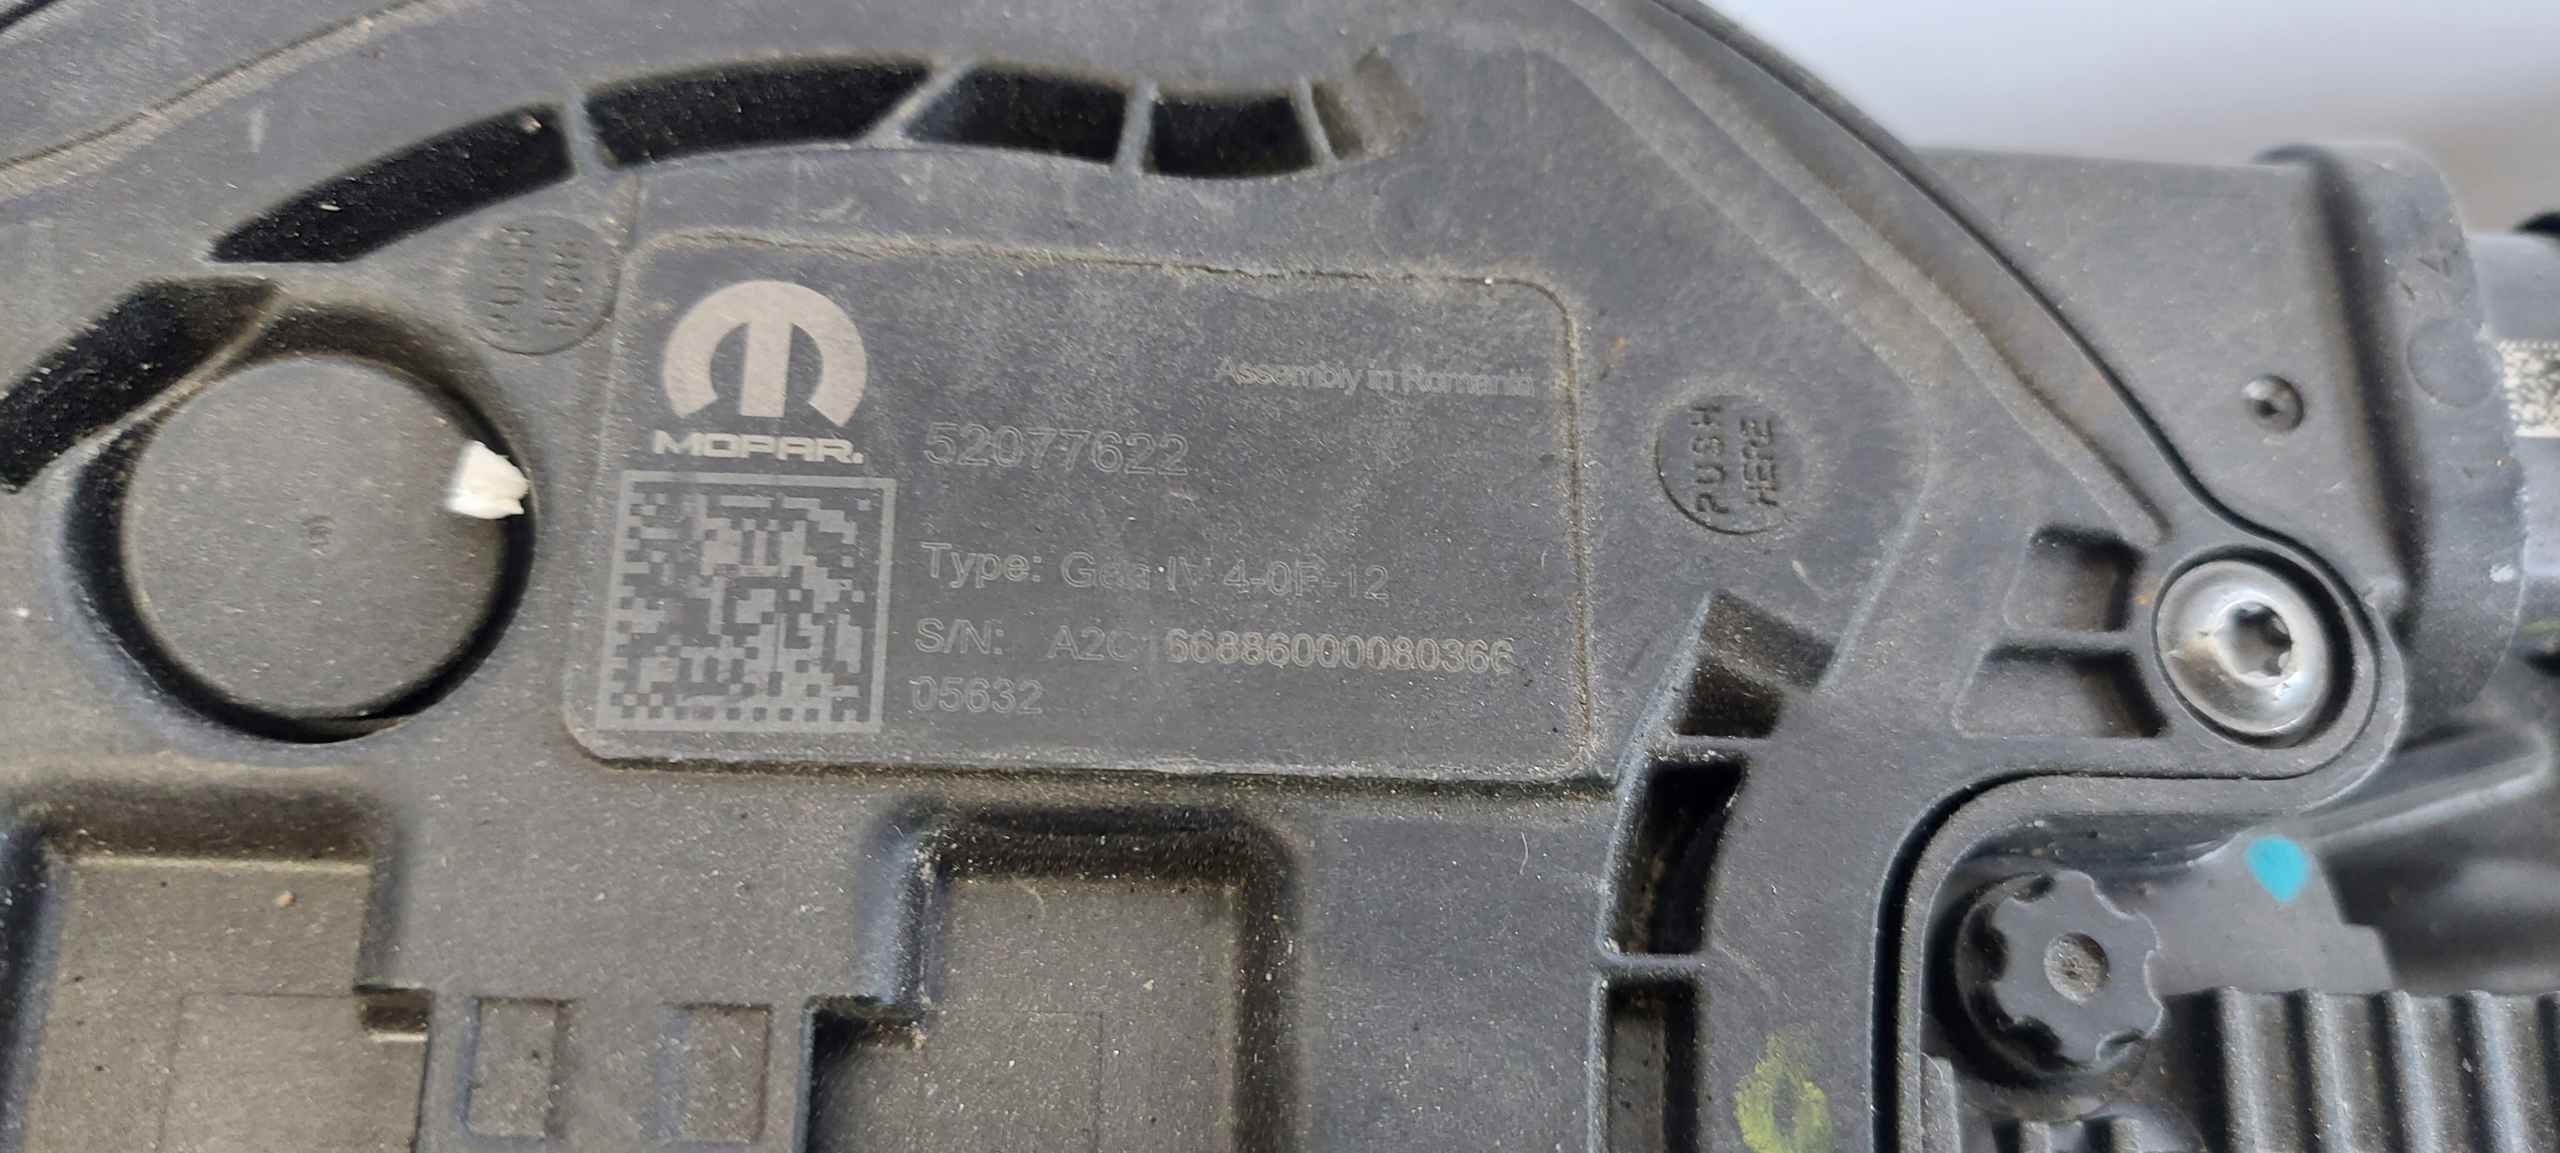 PUSH
HERE
MOPAR.
Assembly in Romania
52077622
Type: Gen IV 4-0F-12
S/N: A2C166886000080366
05632
PUSH
HERE